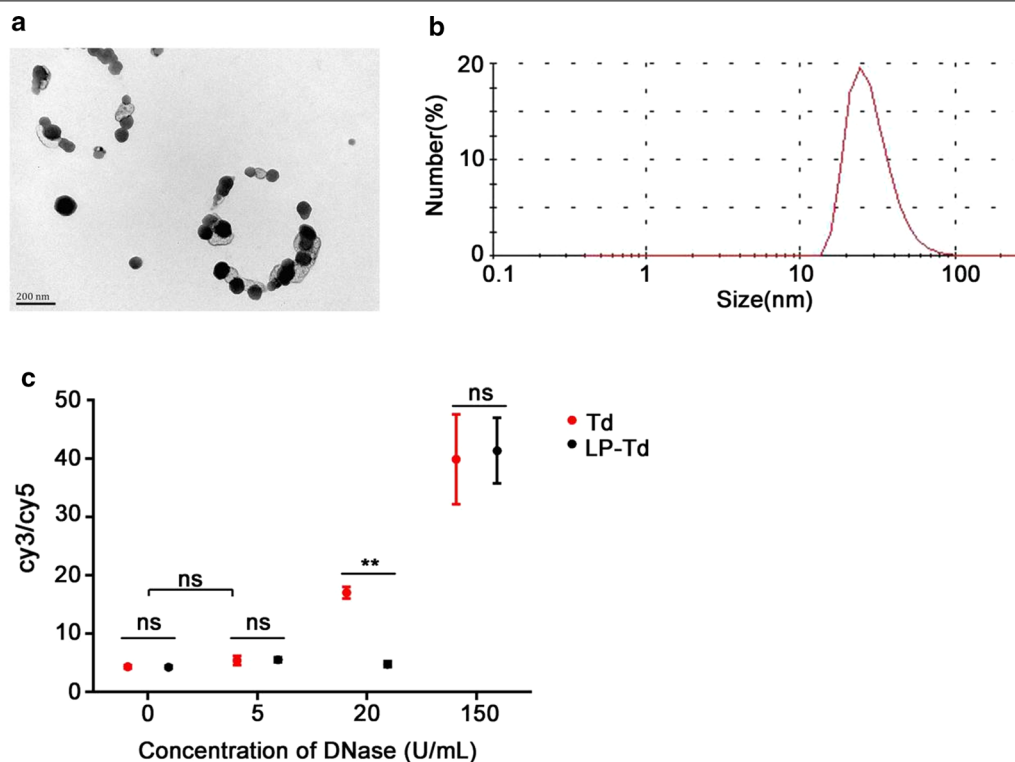 a
200 nm
b
Number(%)
20
10
0
0.1 1 10 100
Size(nm)
c
cy3/cy5
50
40
30
20
10
0
ns
ns
ns
**
ns
Td
LP-Td
0 5 20 150
Concentration of DNase (U/mL)